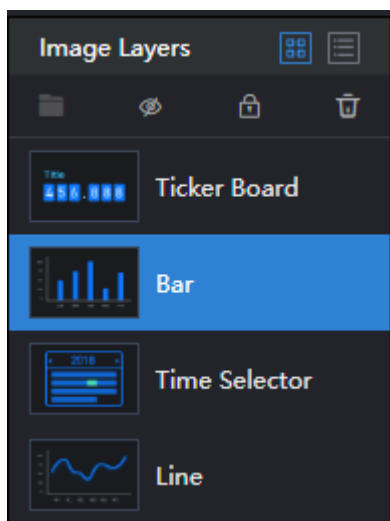 Image Layers
Title
456.888
Ticker Board
Bar
2018
Time Selector
Line